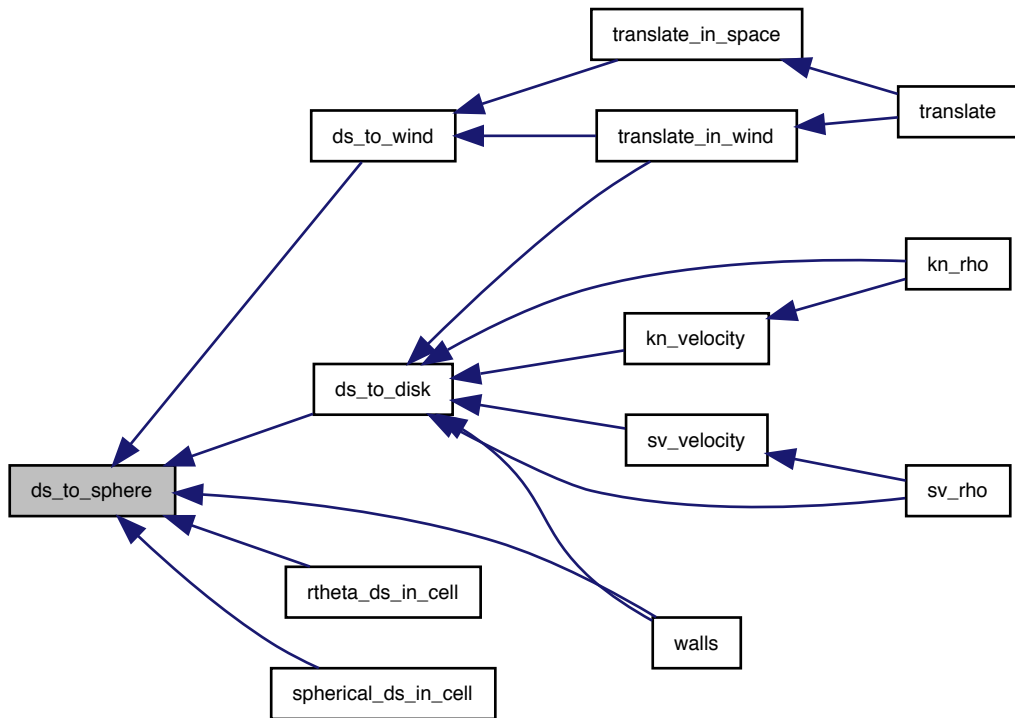 translate_in_space
translate
ds_to_wind
translate_in_wind
kn_rho
kn_velocity
ds_to_disk
sv_velocity
ds_to_sphere
sv_rho
rtheta_ds_in_cell
walls
spherical_ds_in_cell